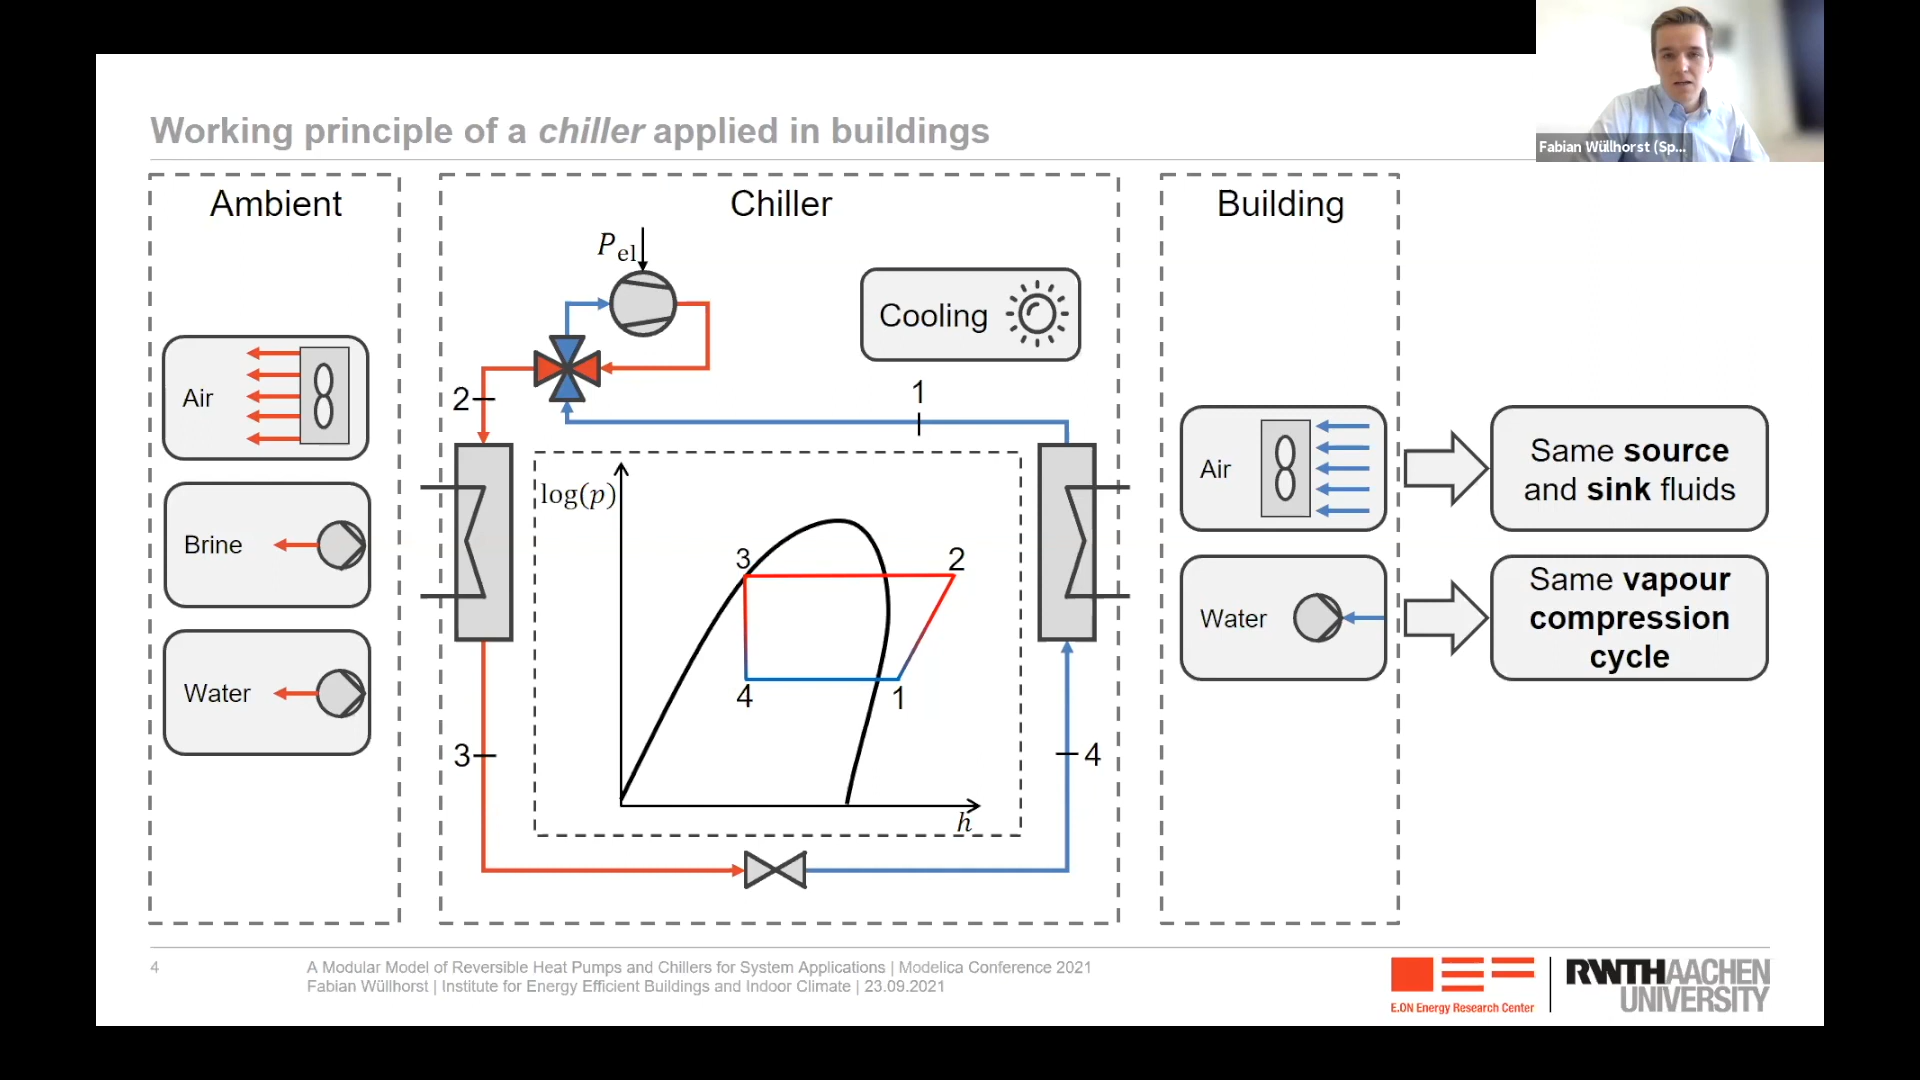 Fabian Wüllhorst (Sp...
Working principle of a chiller applied in buildings
Ambient
Air
Brine
Water
Chiller
Pel
Cooling
1
2
3
4
log(p)
3
2
4
1
h
Building
Air
Water
Same source
and sink fluids
Same vapour
compression
cycle
4
A Modular Model of Reversible Heat Pumps and Chillers for System Applications | Modelica Conference 2021
Fabian Wüllhorst | Institute for Energy Efficient Buildings and Indoor Climate | 23.09.2021
E.ON Energy Research Center
RWTHAACHEN
UNIVERSITY